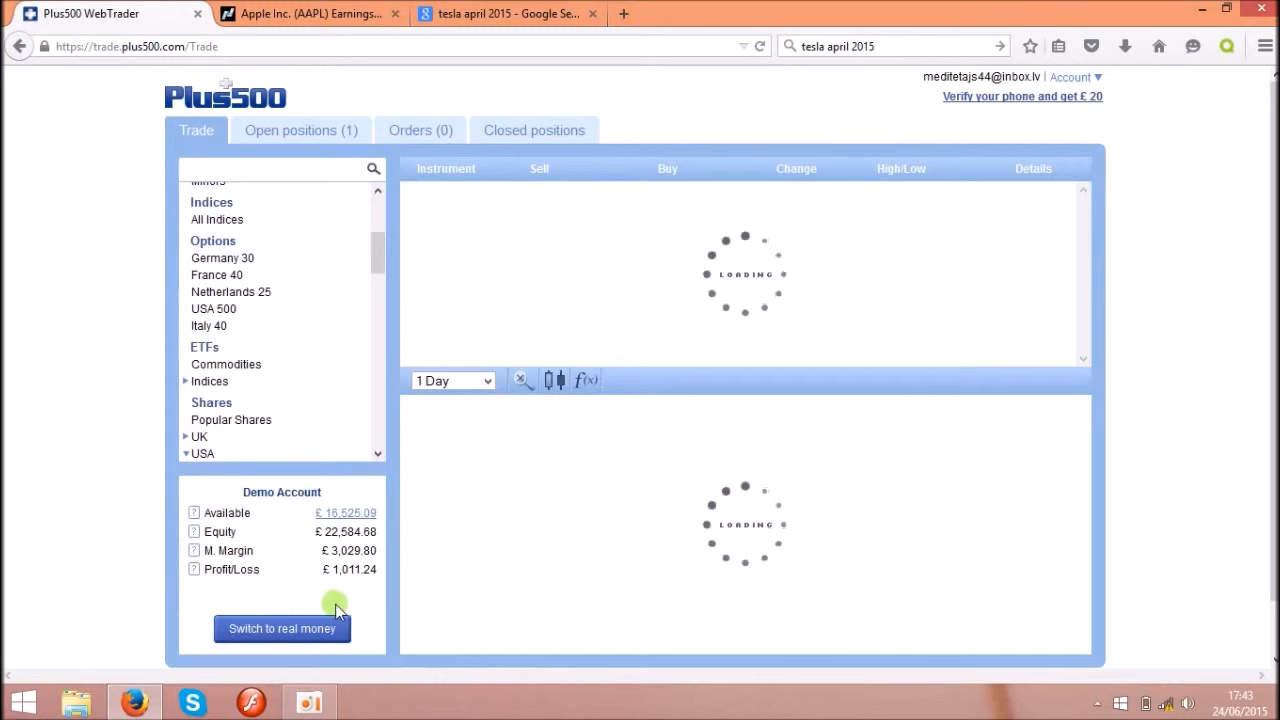 Plus500 WebTrader
Apple Inc. (AAPL) Earnings...
tesla april 2015 - Google Se...
https://trade.plus500.com/Trade
tesla april 2015
meditetajs44@inbox.lv
Account
Plus500
Verify your phone and get £ 20
Trade
Open positions (1)
Orders (0)
Closed positions
Instrument
Sell
Buy
Change
High/Low
Details
Minors
Indices
All Indices
Options
Germany 30
France 40
Netherlands 25
USA 500
Italy 40
ETFs
Commodities
Indices
Shares
Popular Shares
UK
USA
LOADING
1 Day
f(x)
LOADING
Demo Account
? Available £ 16,525.09
? Equity £ 22,584.68
? M. Margin £ 3,029.80
? Profit/Loss £ 1,011.24
Switch to real money
17:43
24/06/2015